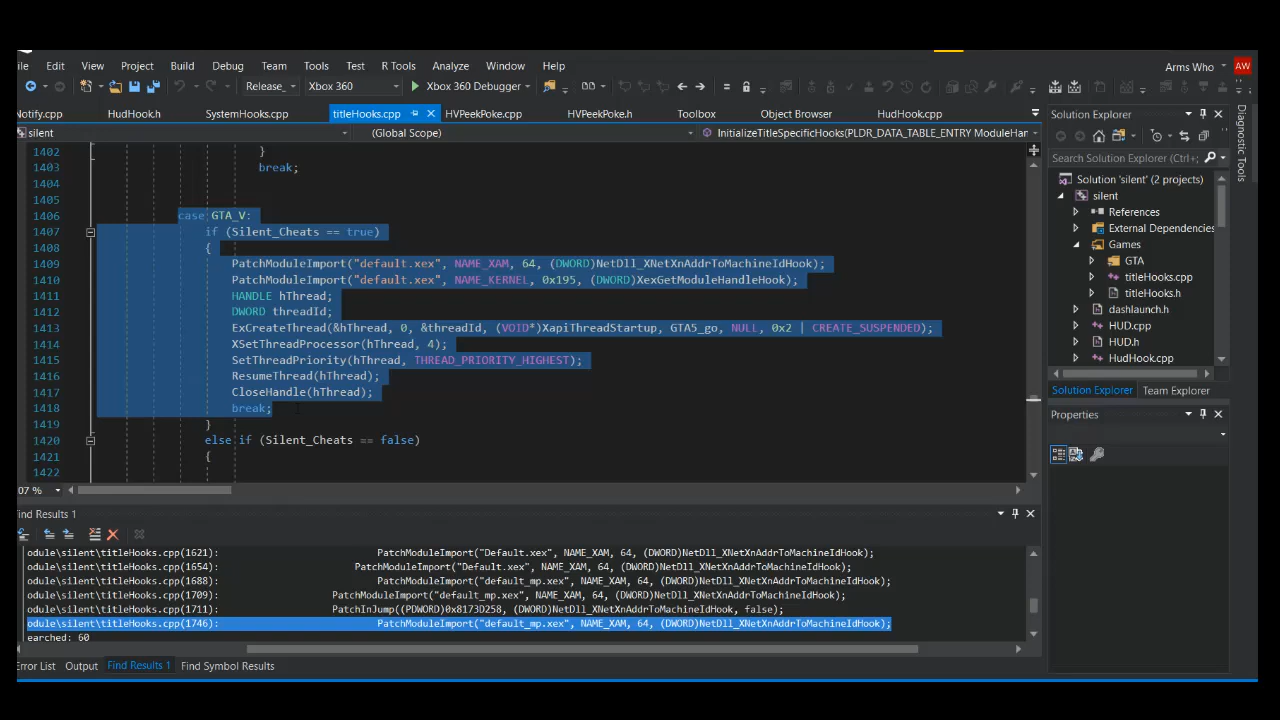 ile Edit View Project Build Debug Team Tools Test R Tools Analyze Window Help Arms Who AW
Release Xbox 360 Xbox 360 Debugger
Notify.cpp HudHook.h SystemHooks.cpp titleHooks.cpp HVPeekPoke.cpp HVPeekPoke.h Toolbox Object Browser HudHook.cpp
silent (Global Scope) InitializeTitleSpecificHooks(PLDR_DATA_TABLE_ENTRY ModuleHan
1402 }
1403 break;
1404
1405
1406 case GTA_V:
1407 if (Silent_Cheats == true)
1408 {
1409 PatchModuleImport("default.xex", NAME_XAM, 64, (DWORD)NetDll_XNetXnAddrToMachineIdHook);
1410 PatchModuleImport("default.xex", NAME_KERNEL, 0x195, (DWORD)XexGetModuleHandleHook);
1411 HANDLE hThread;
1412 DWORD threadId;
1413 ExCreateThread(&hThread, 0, &threadId, (VOID*)XapiThreadStartup, GTA5_go, NULL, 0x2 | CREATE_SUSPENDED);
1414 XSetThreadProcessor(hThread, 4);
1415 SetThreadPriority(hThread, THREAD_PRIORITY_HIGHEST);
1416 ResumeThread(hThread);
1417 CloseHandle(hThread);
1418 break;
1419 }
1420 else if (Silent_Cheats == false)
1421 {
1422
07 %
Find Results 1
odule\silent\titleHooks.cpp(1621): PatchModuleImport("Default.xex", NAME_XAM, 64, (DWORD)NetDll_XNetXnAddrToMachineIdHook);
odule\silent\titleHooks.cpp(1654): PatchModuleImport("Default.xex", NAME_XAM, 64, (DWORD)NetDll_XNetXnAddrToMachineIdHook);
odule\silent\titleHooks.cpp(1688): PatchModuleImport("default_mp.xex", NAME_XAM, 64, (DWORD)NetDll_XNetXnAddrToMachineIdHook);
odule\silent\titleHooks.cpp(1709): PatchModuleImport("default_mp.xex", NAME_XAM, 64, (DWORD)NetDll_XNetXnAddrToMachineIdHook);
odule\silent\titleHooks.cpp(1711): PatchInJump((PDWORD)0x8173D258, (DWORD)NetDll_XNetXnAddrToMachineIdHook, false);
odule\silent\titleHooks.cpp(1746): PatchModuleImport("default_mp.xex", NAME_XAM, 64, (DWORD)NetDll_XNetXnAddrToMachineIdHook);
earched: 60
Error List Output Find Results 1 Find Symbol Results
Solution Explorer
Search Solution Explorer (Ctrl+;
Solution 'silent' (2 projects)
silent
References
External Dependencies
Games
GTA
titleHooks.cpp
titleHooks.h
dashlaunch.h
HUD.cpp
HUD.h
HudHook.cpp
Solution Explorer Team Explorer
Properties
Diagnostic Tools